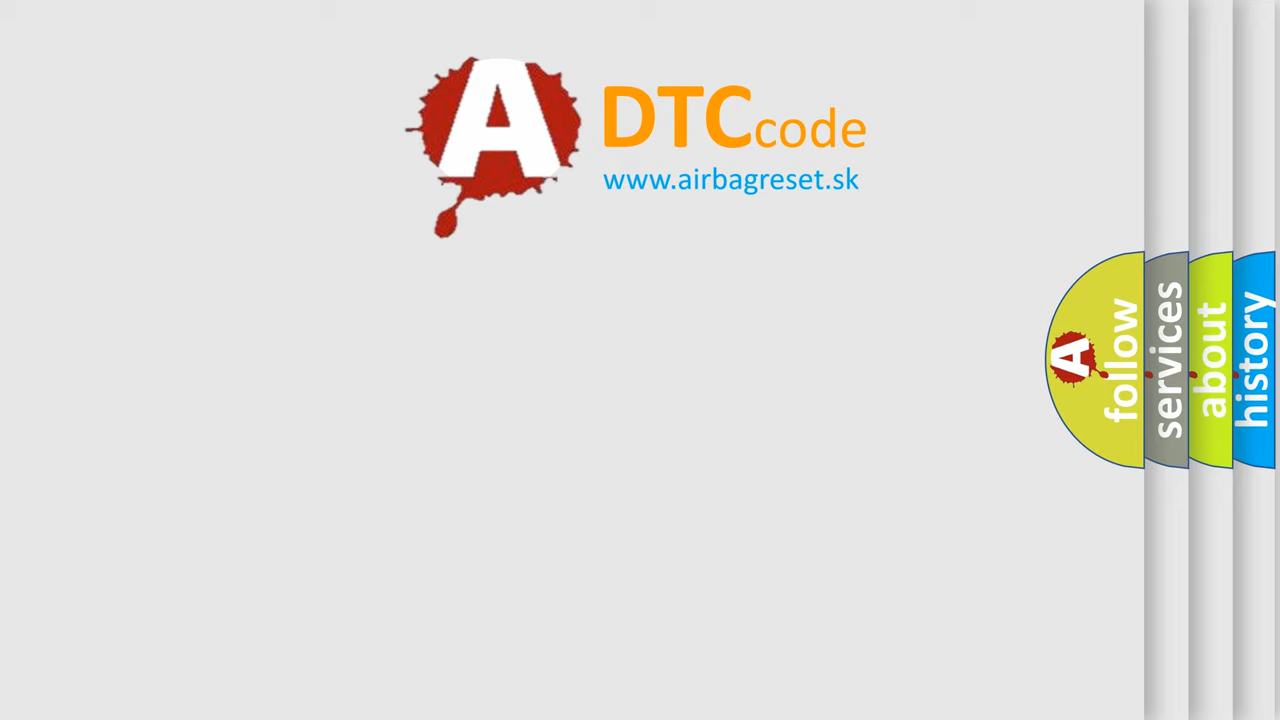 A
DTCcode
www.airbagreset.sk
A
follow
services
about
history